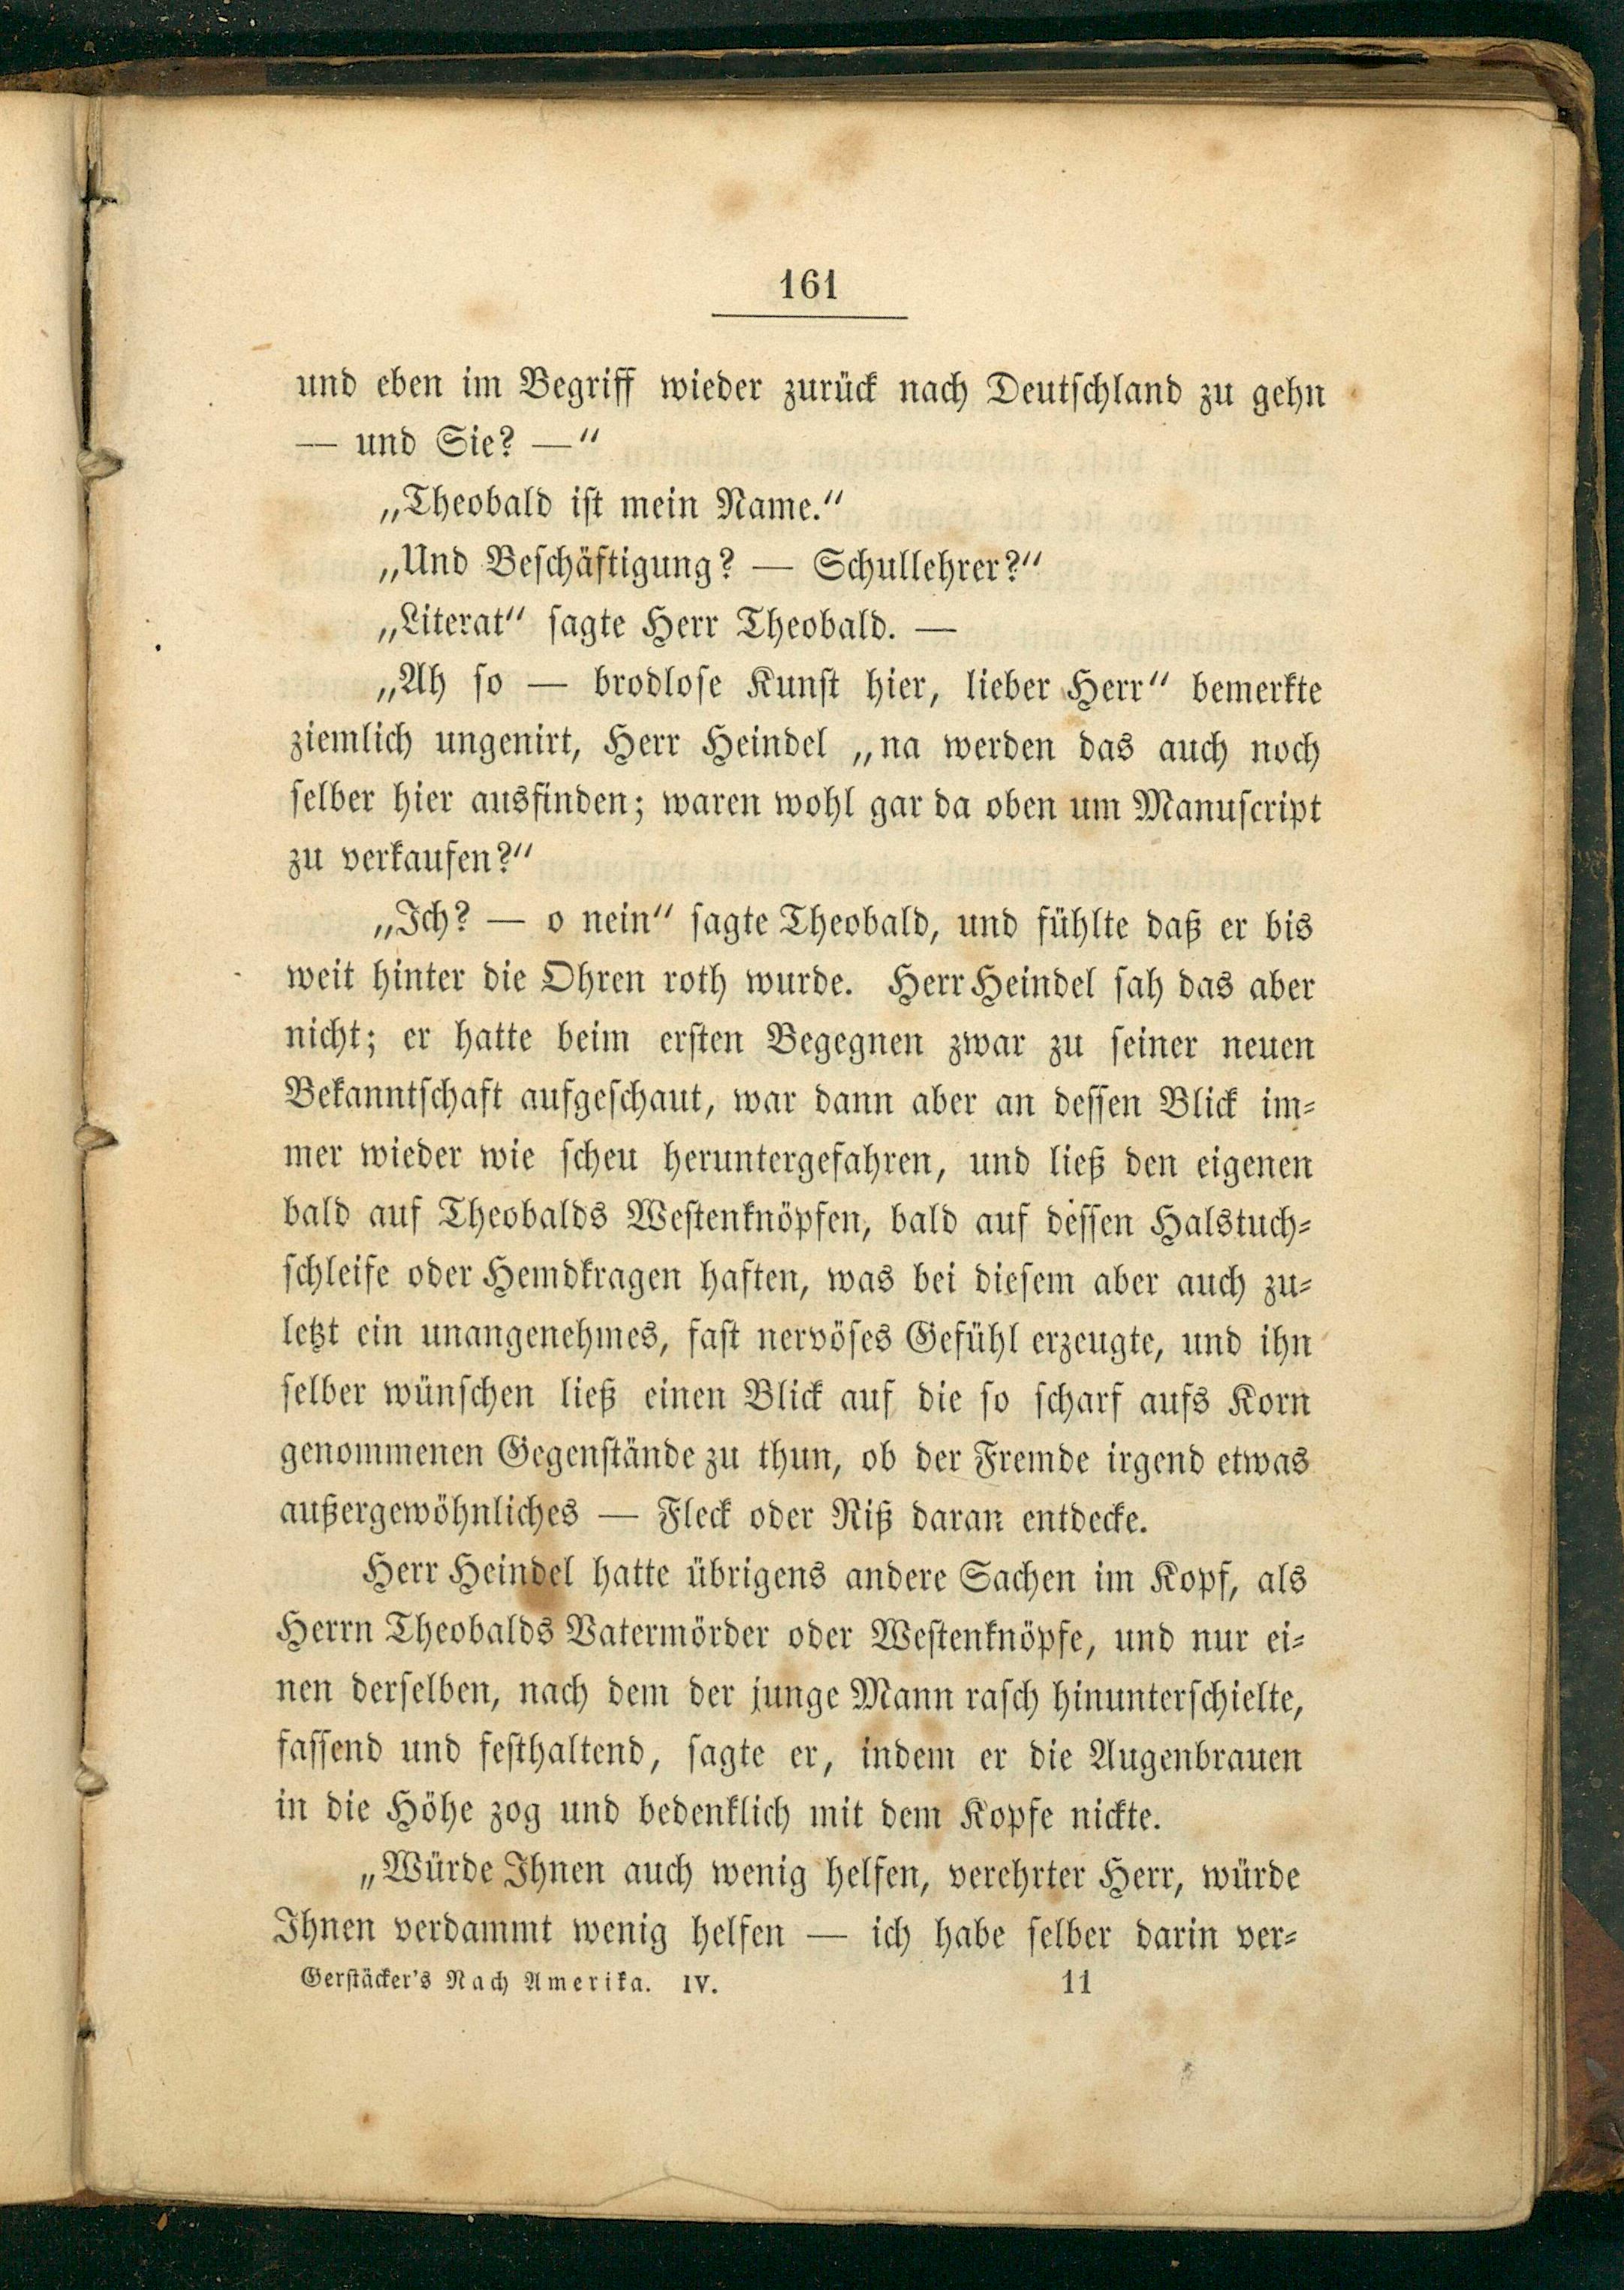 161
und eben im Begriff wieder zurück nach Deutschland zu gehn
— und Sie? —“
„Theobald ist mein Name.“
„Und Beschäftigung? — Schullehrer?“
„Literat“ sagte Herr Theobald. —
„Ah so — brodlose Kunst hier, lieber Herr“ bemerkte
ziemlich ungenirt, Herr Heindel „na werden das auch noch
selber hier ausfinden; waren wohl gar da oben um Manuscript
zu verkaufen?“
„Ich? — o nein“ sagte Theobald, und fühlte daß er bis
weit hinter die Ohren roth wurde. Herr Heindel sah das aber
nicht; er hatte beim ersten Begegnen zwar zu seiner neuen
Bekanntschaft aufgeschaut, war dann aber an dessen Blick im-
mer wieder wie scheu heruntergefahren, und ließ den eigenen
bald auf Theobalds Westenknöpfen, bald auf dessen Halstuch-
schleife oder Hemdkragen haften, was bei diesem aber auch zu-
letzt ein unangenehmes, fast nervöses Gefühl erzeugte, und ihn
selber wünschen ließ einen Blick auf die so scharf aufs Korn
genommenen Gegenstände zu thun, ob der Fremde irgend etwas
außergewöhnliches — Fleck oder Riß daran entdecke.
Herr Heindel hatte übrigens andere Sachen im Kopf, als
Herrn Theobalds Vatermörder oder Westenknöpfe, und nur ei-
nen derselben, nach dem der junge Mann rasch hinunterschielte,
fassend und festhaltend, sagte er, indem er die Augenbrauen
in die Höhe zog und bedenklich mit dem Kopfe nickte.
„Würde Ihnen auch wenig helfen, verehrter Herr, würde
Ihnen verdammt wenig helfen — ich habe selber darin ver-
Gerstäcker's Nach Amerika. IV. 11